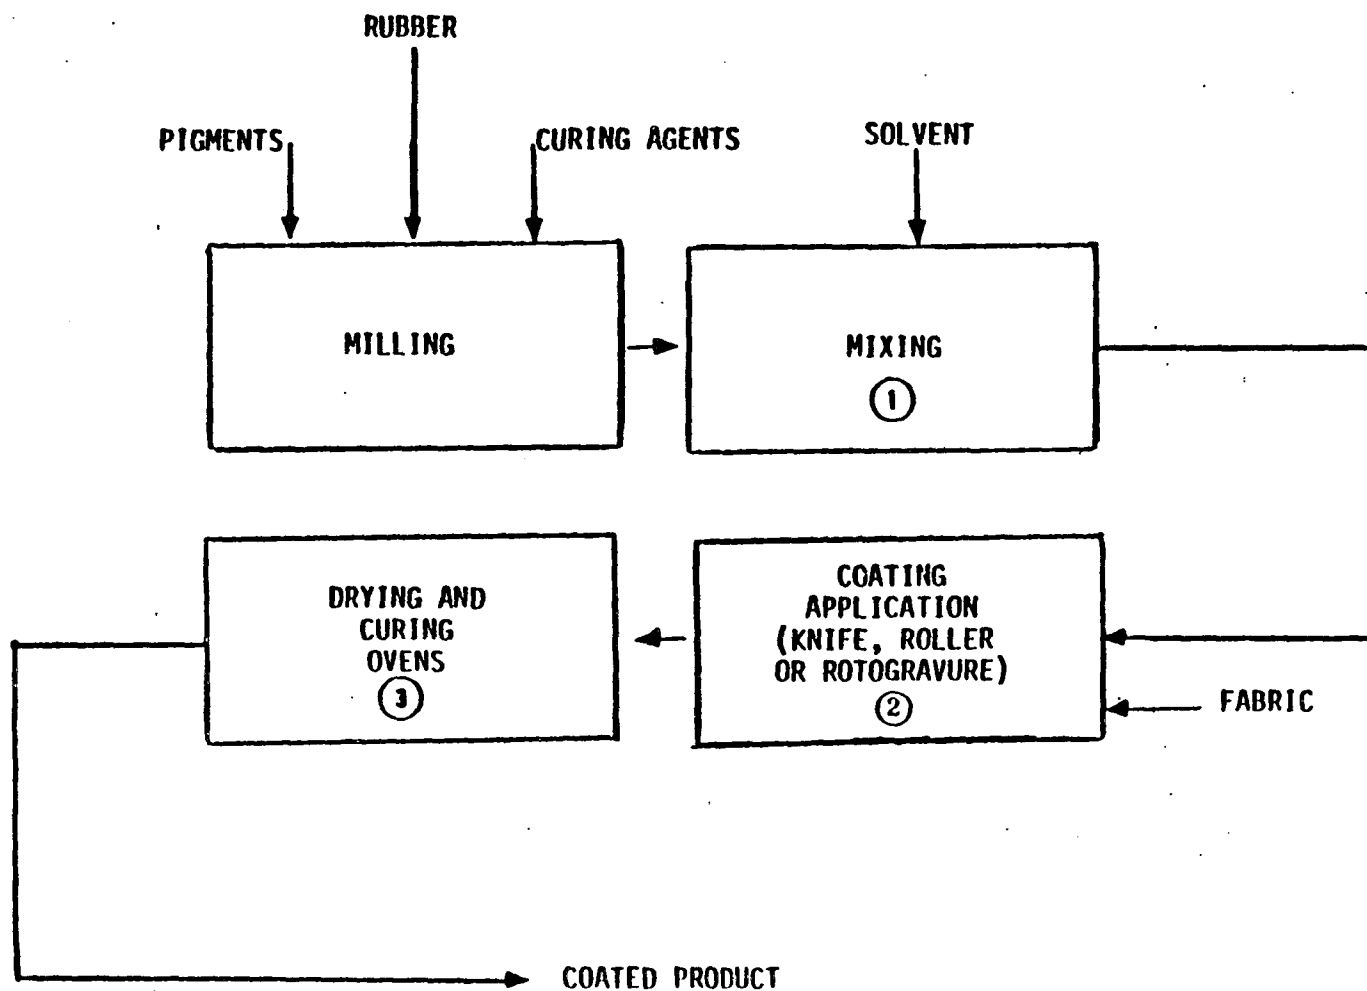 RUBBER
PIGMENTS
CURING AGENTS
SOLVENT
MILLING
MIXING
1
DRYING AND
CURING
OVENS
3
COATING
APPLICATION
(KNIFE, ROLLER
OR ROTOGRAVURE)
2
FABRIC
COATED PRODUCT